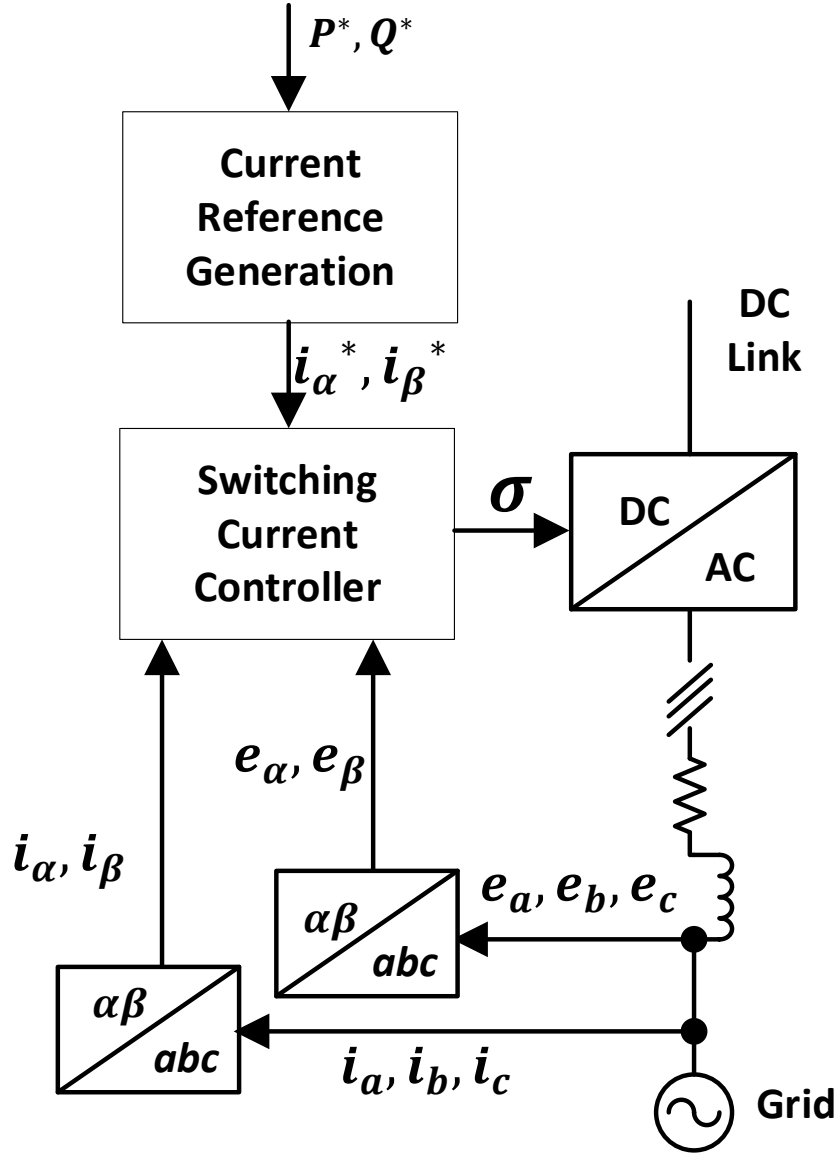 P*, Q*
Current
Reference
Generation
iα*, iβ*
DC
Link
Switching
Current
Controller
σ
DC
AC
eα, eβ
iα, iβ
ea, eb, ec
αβ
abc
αβ
abc
ia, ib, ic
Grid